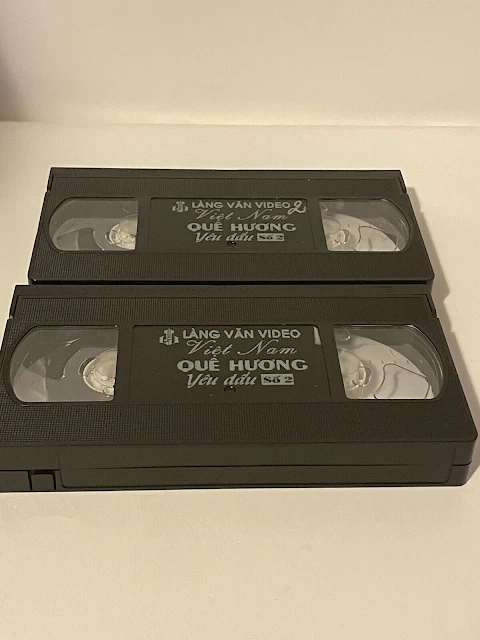 LÀNG VĂN VIDEO 2
Việt Nam
QUÊ HƯƠNG
Yêu dấu Số 2
LÀNG VĂN VIDEO
Việt Nam
QUÊ HƯƠNG
Yêu dấu Số 2